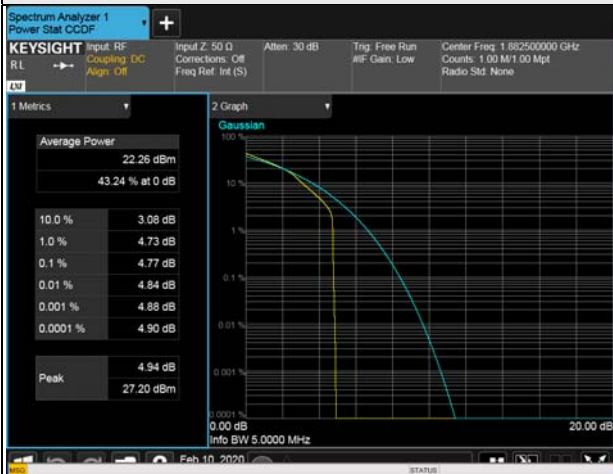 Spectrum Analyzer 1
Power Stat CCDF
+
KEYSIGHT
RL
LXI
Input: RF
Coupling: DC
Align: Off
Input Z: 50 Ω
Corrections: Off
Freq Ref: Int (S)
Atten: 30 dB
Trig: Free Run
#IF Gain: Low
Center Freq: 1.882500000 GHz
Counts: 1.00 M/1.00 Mpt
Radio Std: None
1 Metrics
Average Power
22.26 dBm
43.24 % at 0 dB
10.0 % 3.08 dB
1.0 % 4.73 dB
0.1 % 4.77 dB
0.01 % 4.84 dB
0.001 % 4.88 dB
0.0001 % 4.90 dB
Peak
4.94 dB
27.20 dBm
2 Graph
Gaussian
100 %
10 %
1 %
0.1 %
0.01 %
0.001 %
0.0001 %
0.00 dB 20.00 dB
Info BW 5.0000 MHz
Feb 10, 2020
MSG
STATUS